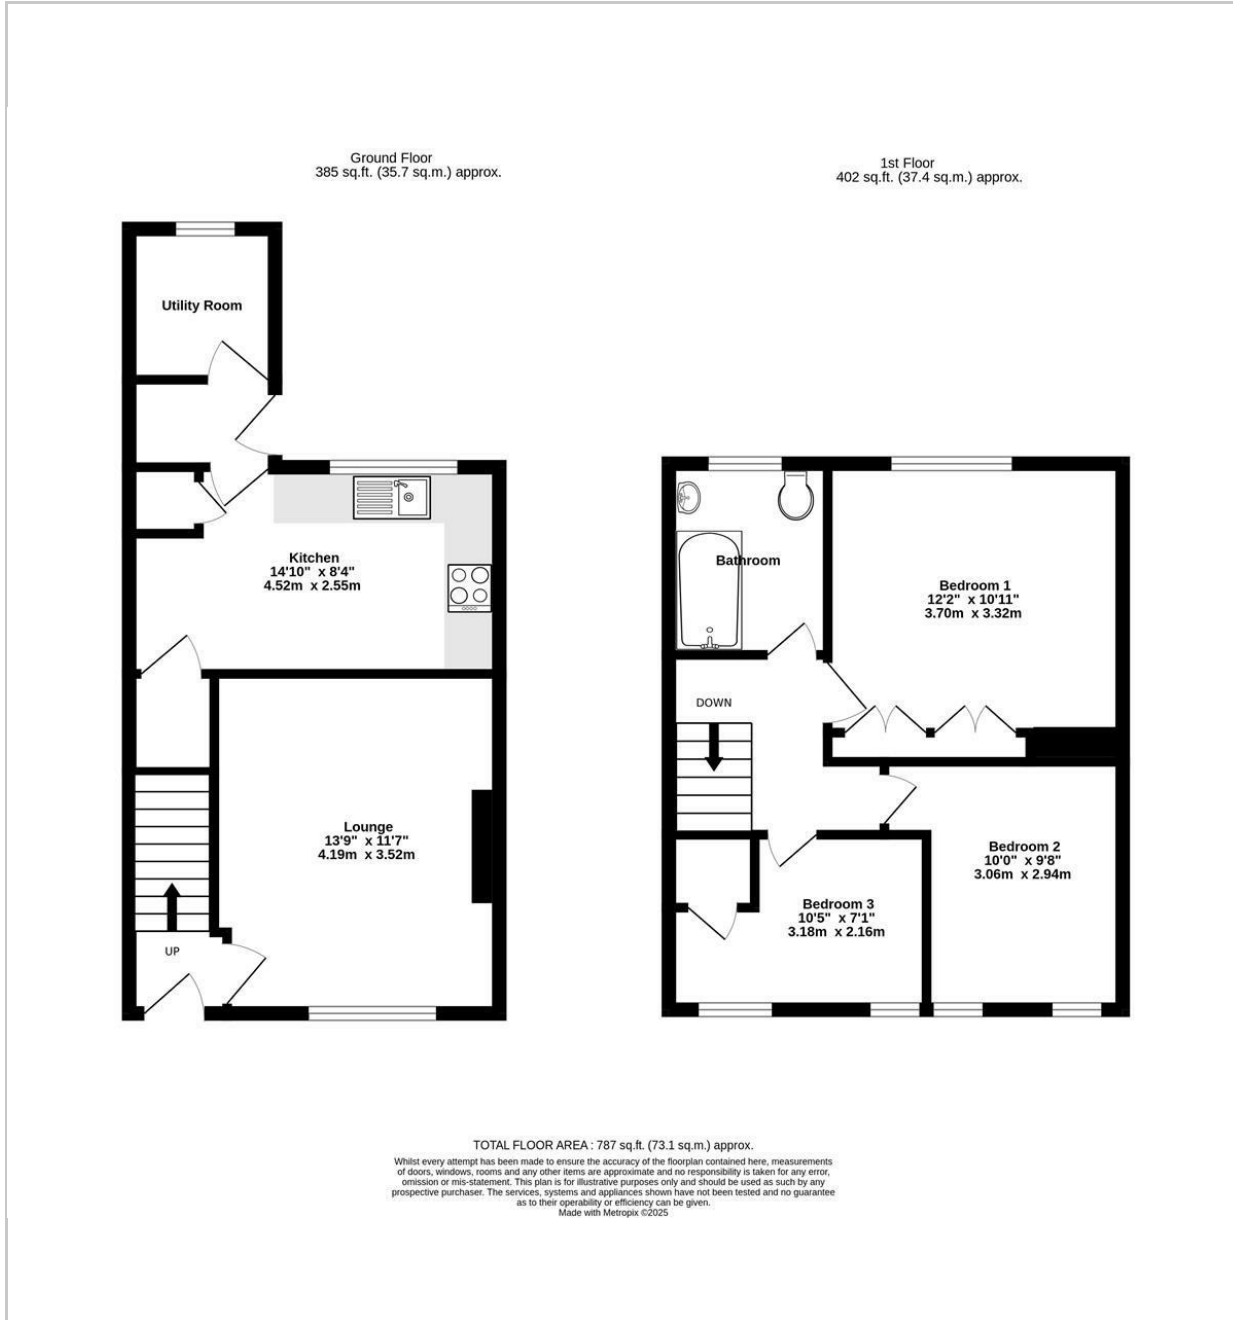 Ground Floor
385 sq.ft. (35.7 sq.m.) approx.
1st Floor
402 sq.ft. (37.4 sq.m.) approx.
Utility Room
Kitchen
14'10" x 8'4"
4.52m x 2.55m
Lounge
13'9" x 11'7"
4.19m x 3.52m
UP
Bathroom
Bedroom 1
12'2" x 10'11"
3.70m x 3.32m
DOWN
Bedroom 2
10'0" x 9'8"
3.06m x 2.94m
Bedroom 3
10'5" x 7'1"
3.18m x 2.16m
TOTAL FLOOR AREA : 787 sq.ft. (73.1 sq.m.) approx.
Whilst every attempt has been made to ensure the accuracy of the floorplan contained here, measurements
of doors, windows, rooms and any other items are approximate and no responsibility is taken for any error,
omission or mis-statement. This plan is for illustrative purposes only and should be used as such by any
prospective purchaser. The services, systems and appliances shown have not been tested and no guarantee
as to their operability or efficiency can be given.
Made with Metropix ©2025